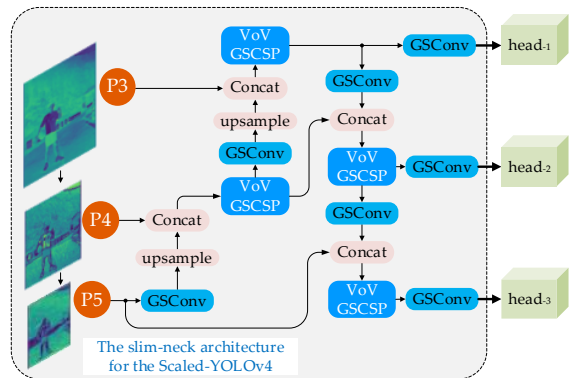 VoV
GSCSP
GSConv
head-1
P3
Concat
GSConv
upsample
Concat
GSConv
VoV
GSCSP
GSConv
head-2
VoV
GSCSP
P4
Concat
GSConv
upsample
Concat
P5
GSConv
VoV
GSCSP
GSConv
head-3
The slim-neck architecture
for the Scaled-YOLOv4